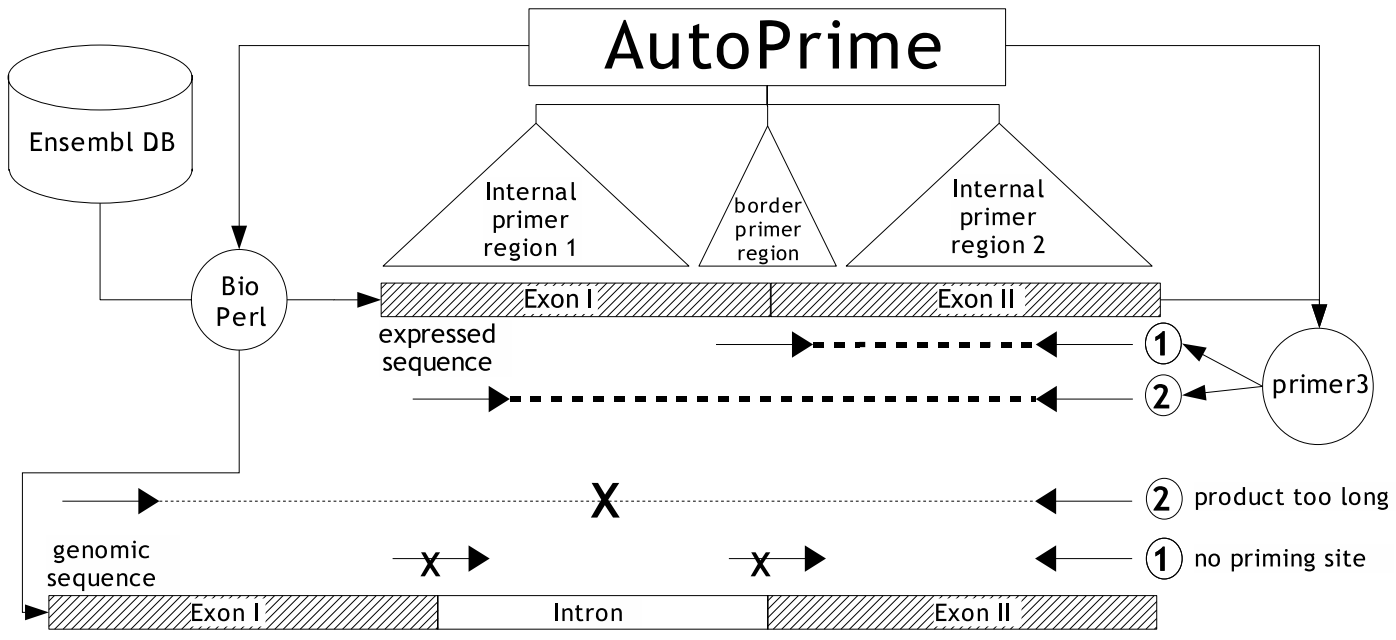 AutoPrime
Ensembl DB
Internal
primer
region 1
border
primer
region
Internal
primer
region 2
Bio
Perl
Exon I
Exon II
expressed
sequence
1
2
primer3
2 product too long
X
genomic
sequence
X
X
1 no priming site
Exon I
Intron
Exon II